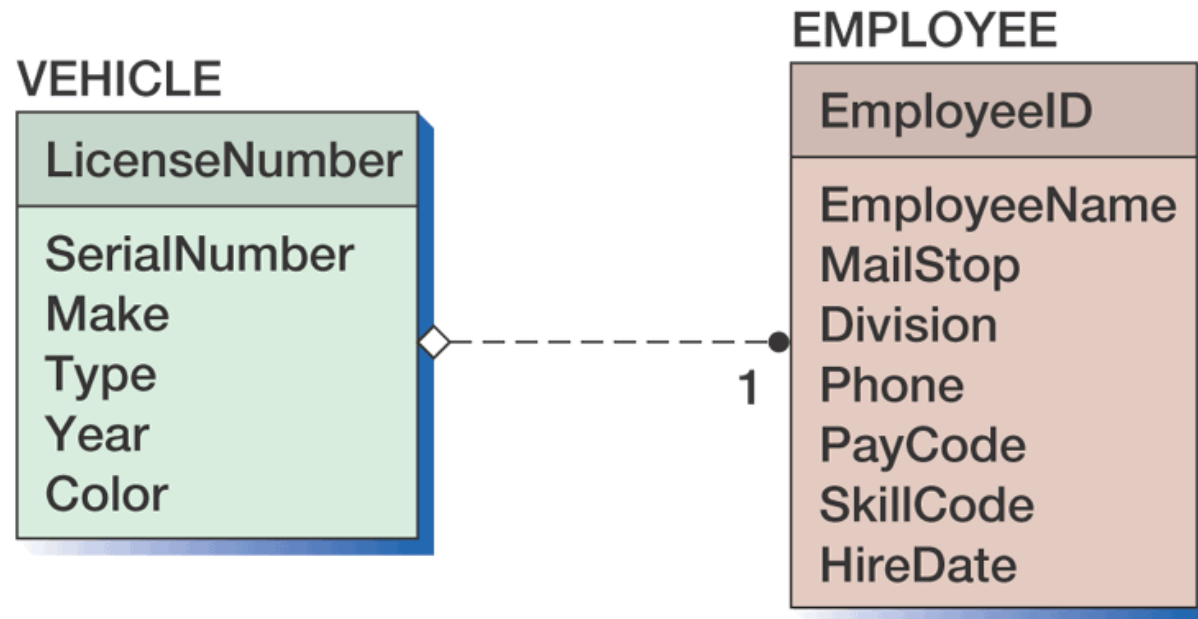 VEHICLE
LicenseNumber
SerialNumber
Make
Type
Year
Color
1
EMPLOYEE
EmployeeID
EmployeeName
MailStop
Division
Phone
PayCode
SkillCode
HireDate